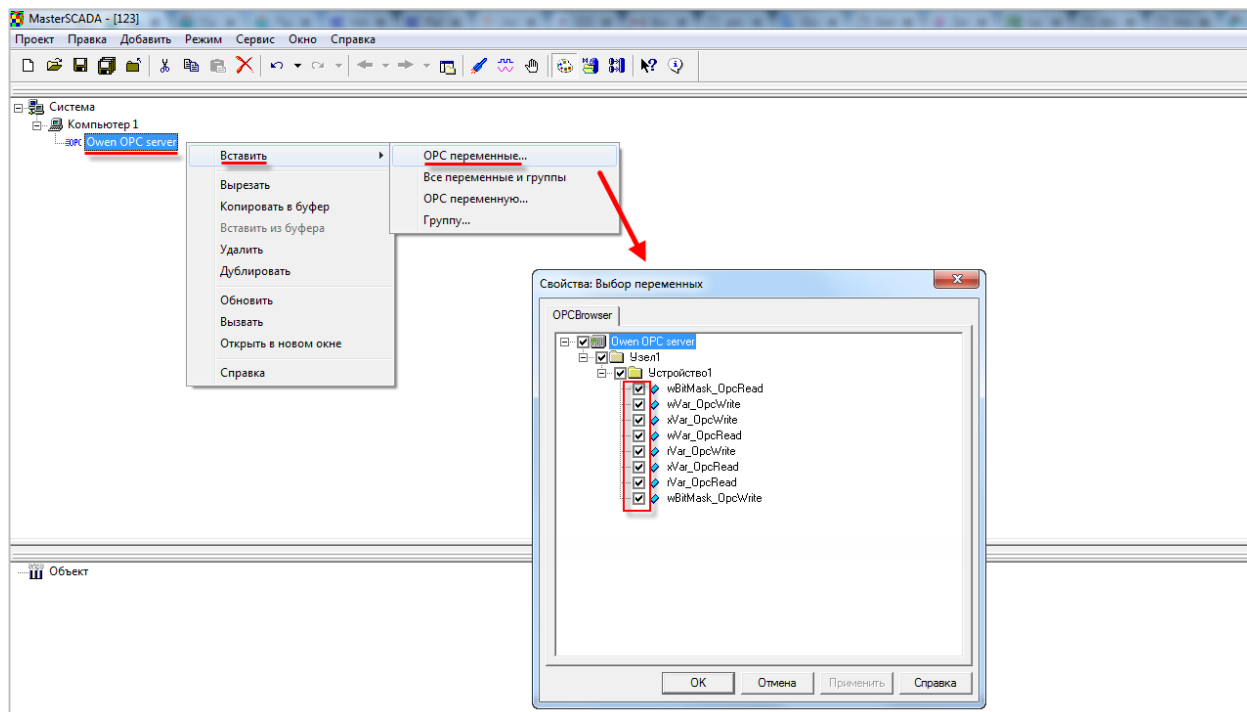 MasterSCADA - [123]
Проект Правка Добавить Режим Сервис Окно Справка
Система
Компьютер 1
OPC Owen OPC server
Вставить
Вырезать
Копировать в буфер
Вставить из буфера
Удалить
Дублировать
Обновить
Вызвать
Открыть в новом окне
Справка
OPC переменные...
Все переменные и группы
OPC переменную...
Группу...
Свойства: Выбор переменных
OPCBrowser
Owen OPC server
Узел1
Устройство1
wBitMask_OpcRead
wVar_OpcWrite
xVar_OpcWrite
wVar_OpcRead
rVar_OpcWrite
xVar_OpcRead
rVar_OpcRead
wBitMask_OpcWrite
OK Отмена Применить Справка
Объект